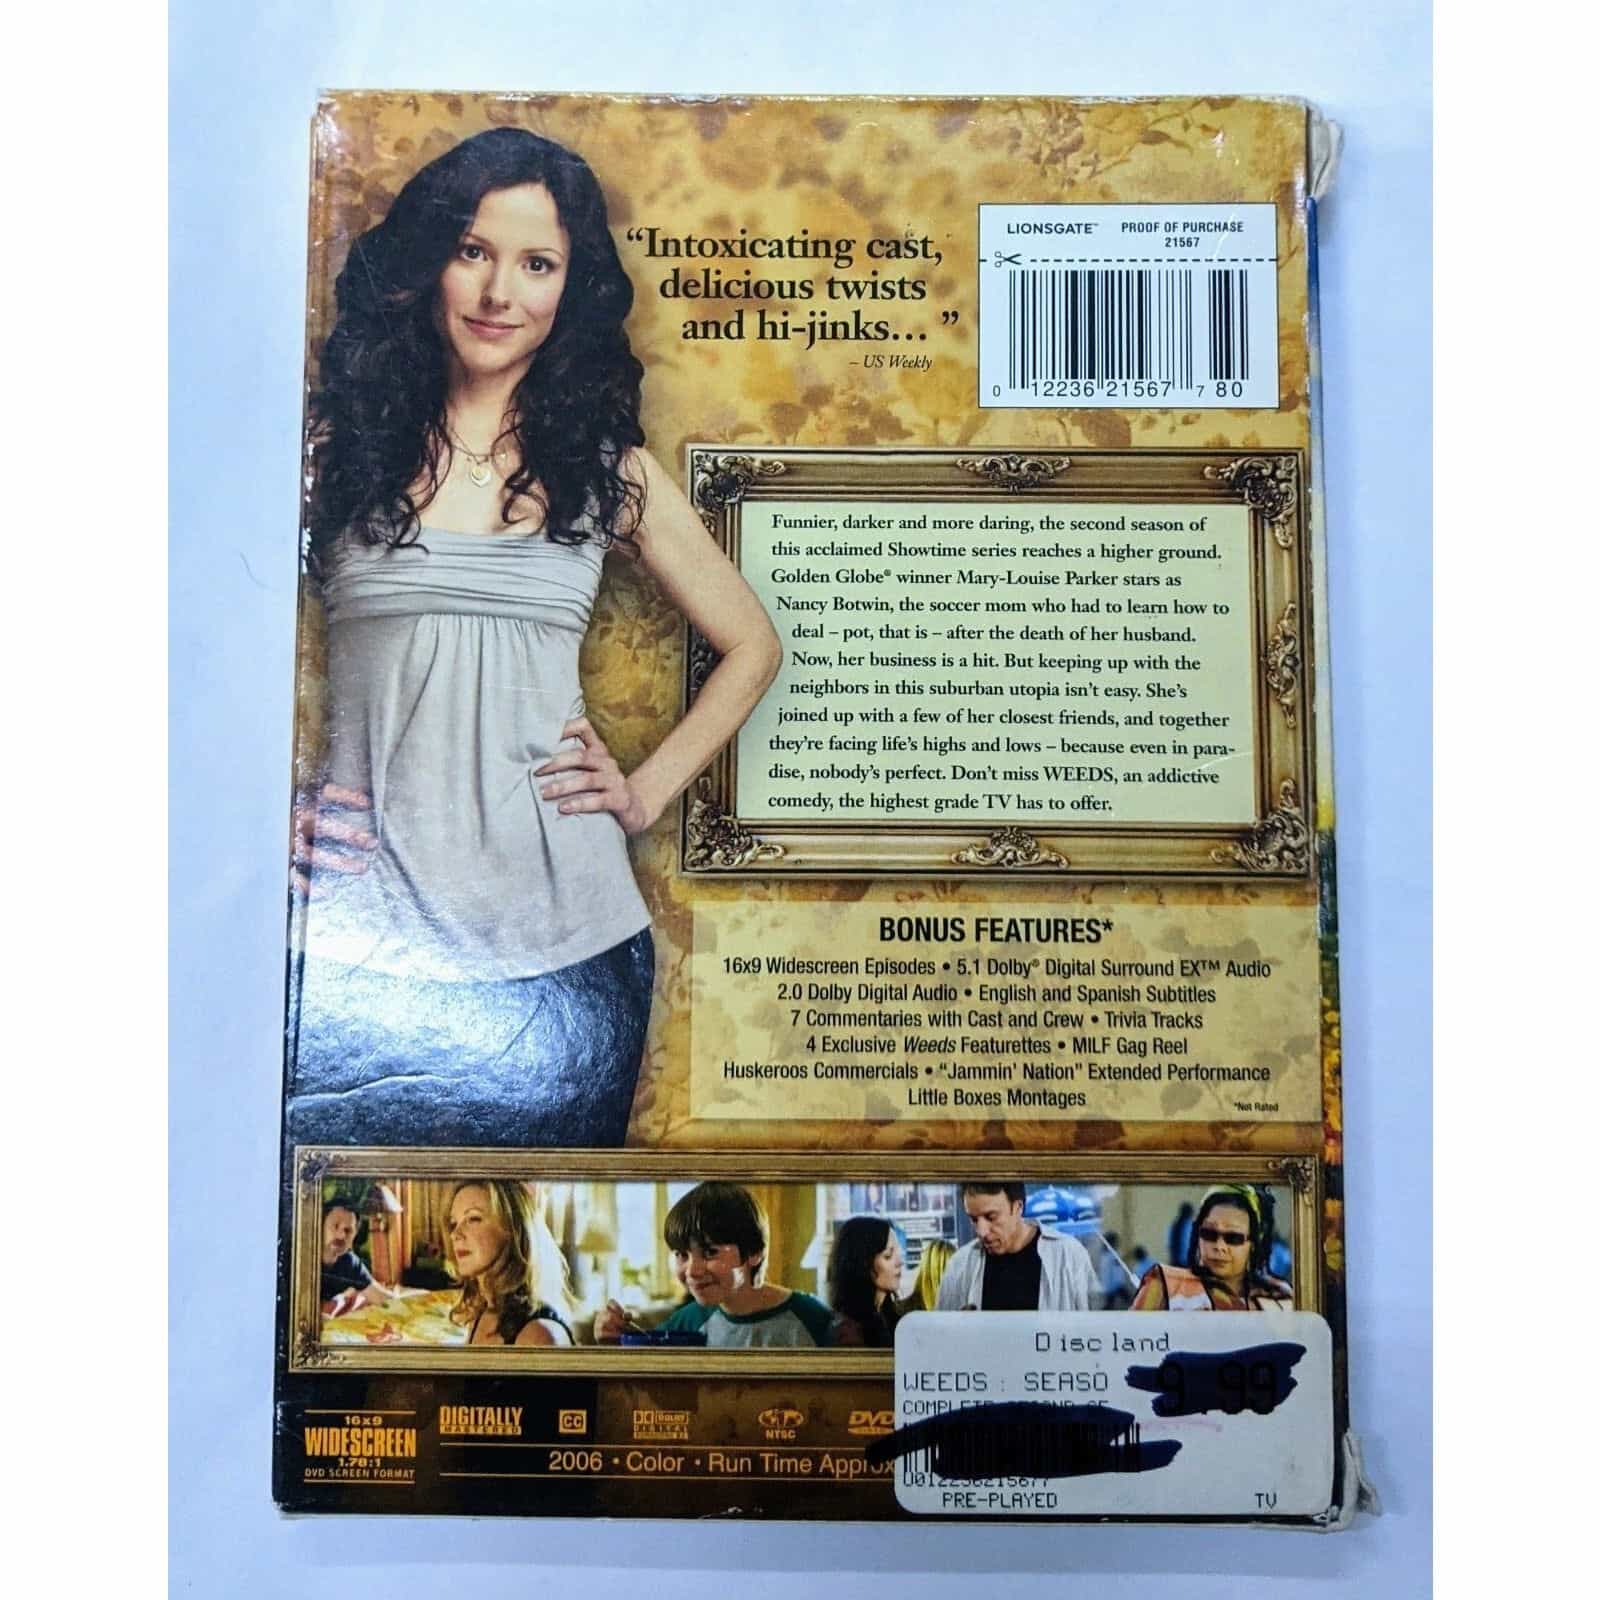 “Intoxicating cast,
delicious twists
and hi-jinks… ”
– US Weekly
LIONSGATE™ PROOF OF PURCHASE
21567
0 12236 21567 7 80
Funnier, darker and more daring, the second season of
this acclaimed Showtime series reaches a higher ground.
Golden Globe® winner Mary-Louise Parker stars as
Nancy Botwin, the soccer mom who had to learn how to
deal – pot, that is – after the death of her husband.
Now, her business is a hit. But keeping up with the
neighbors in this suburban utopia isn't easy. She's
joined up with a few of her closest friends, and together
they're facing life's highs and lows – because even in para-
dise, nobody's perfect. Don't miss WEEDS, an addictive
comedy, the highest grade TV has to offer.
BONUS FEATURES*
16x9 Widescreen Episodes • 5.1 Dolby® Digital Surround EX™ Audio
2.0 Dolby Digital Audio • English and Spanish Subtitles
7 Commentaries with Cast and Crew • Trivia Tracks
4 Exclusive Weeds Featurettes • MILF Gag Reel
Huskeroos Commercials • “Jammin' Nation” Extended Performance
Little Boxes Montages
*Not Rated
16x9
WIDESCREEN
1.78:1
DVD SCREEN FORMAT
DIGITALLY
MASTERED
CC
DOLBY
DIGITAL
NTSC
DVD
2006 • Color • Run Time Approx
Discland
WEEDS : SEASO 9.99
PRE-PLAYED TV